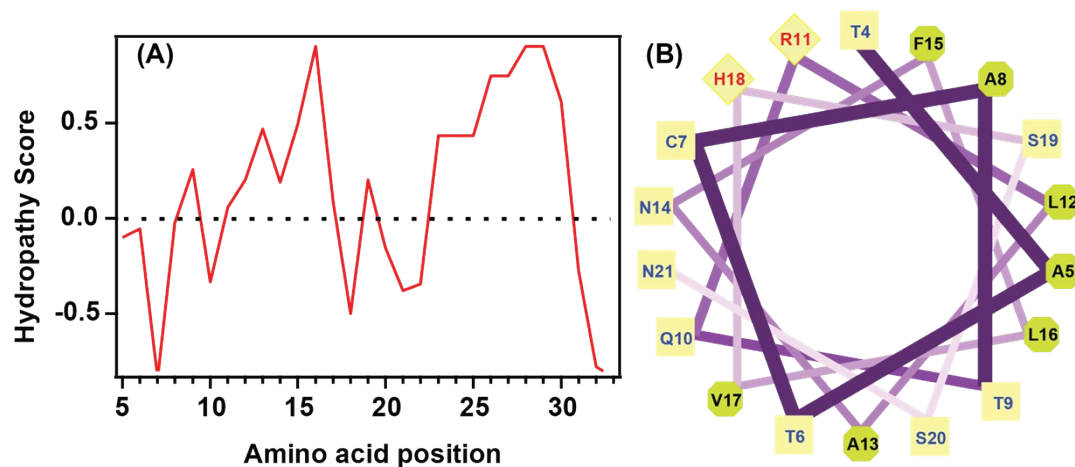 (A)
Hydropathy Score
0.5
0.0
-0.5
5
10
15
20
25
30
Amino acid position
(B)
R11
T4
F15
H18
A8
C7
S19
N14
L12
N21
A5
Q10
L16
V17
T9
T6
A13
S20